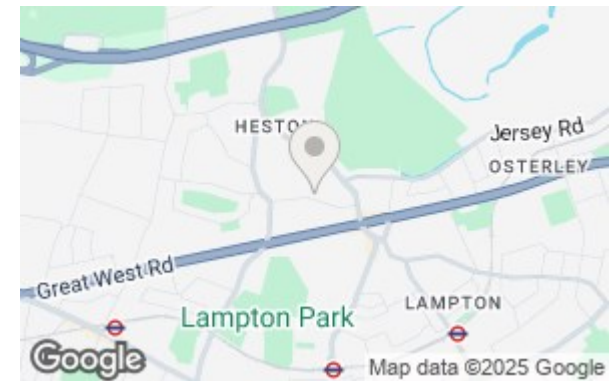 HESTON
Jersey Rd
OSTERLEY
Great West Rd
LAMPTON
Lampton Park
Google
Map data ©2025 Google